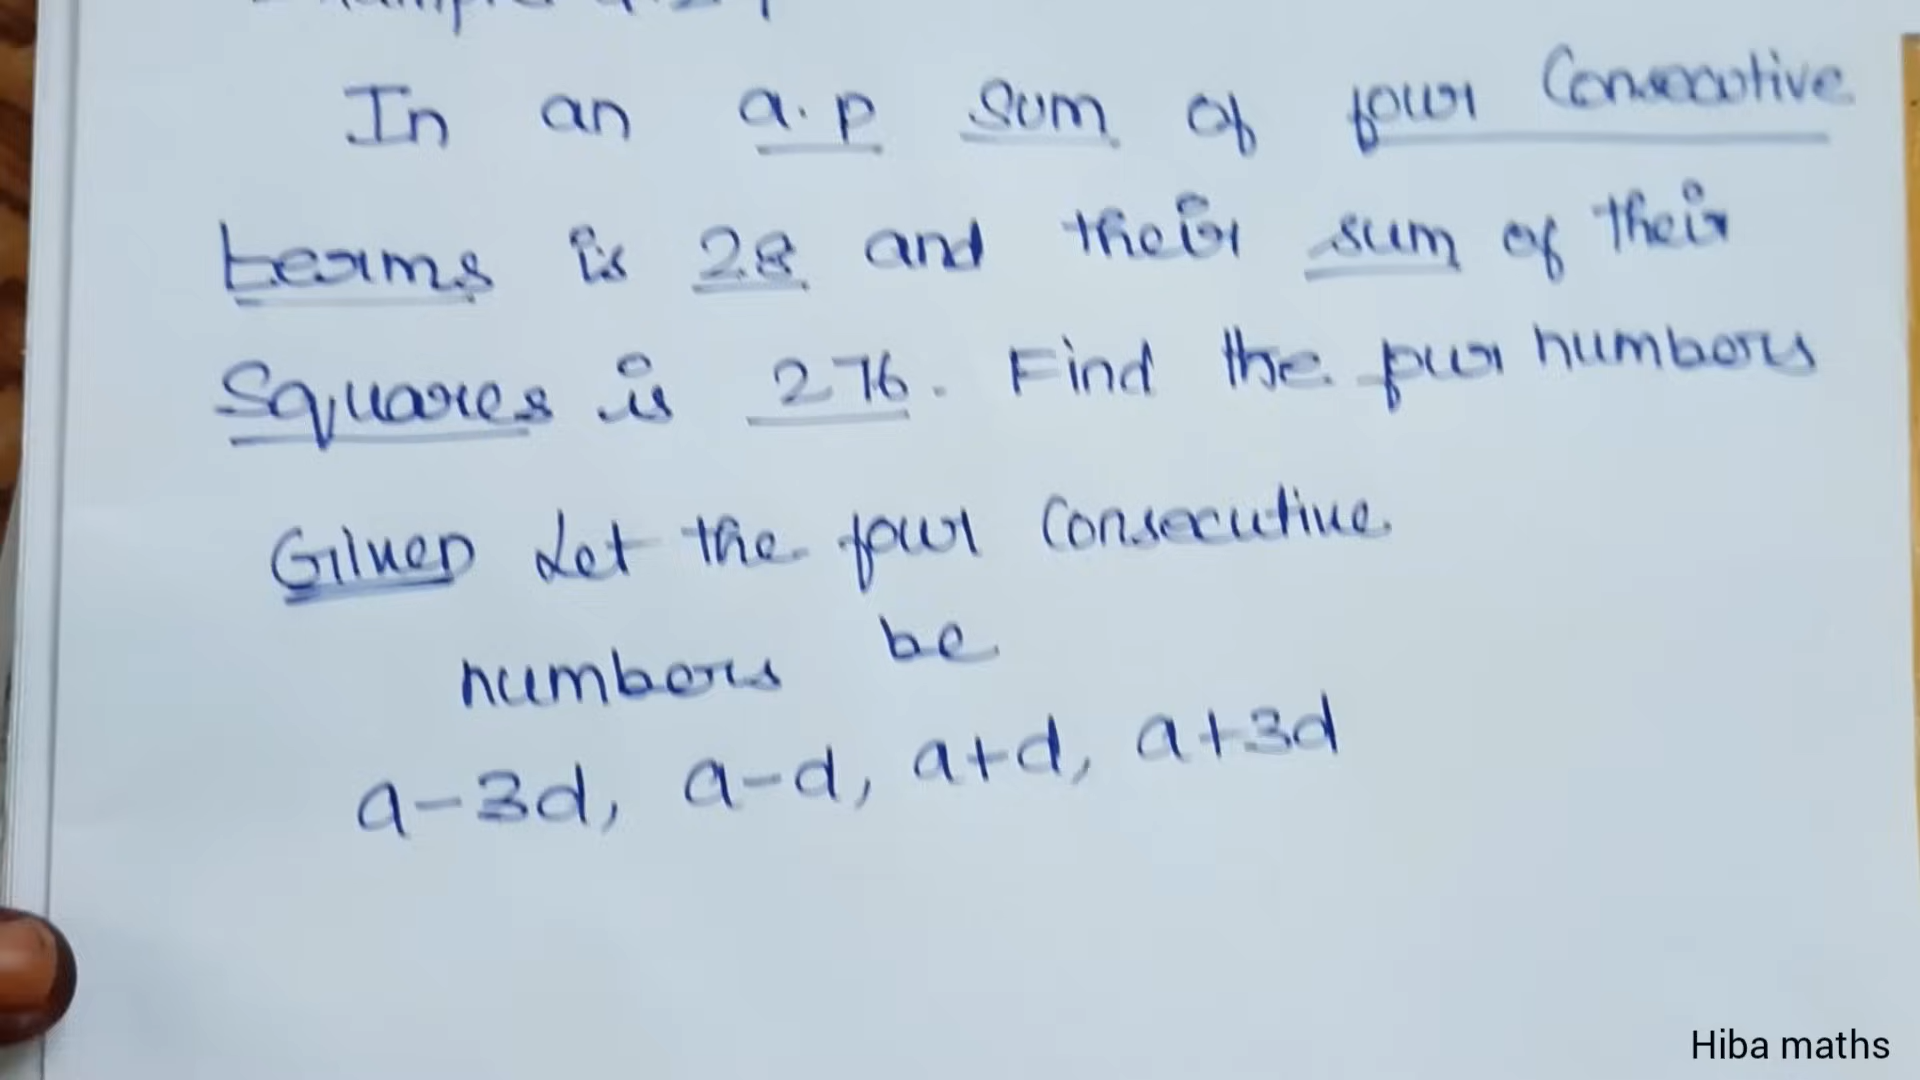 In an a.p sum of four Consecutive
terms is 28 and their sum of their
Squares is 276. Find the four numbers
Given Let the four Consecutive
numbers be
a-3d, a-d, a+d, a+3d
Hiba maths